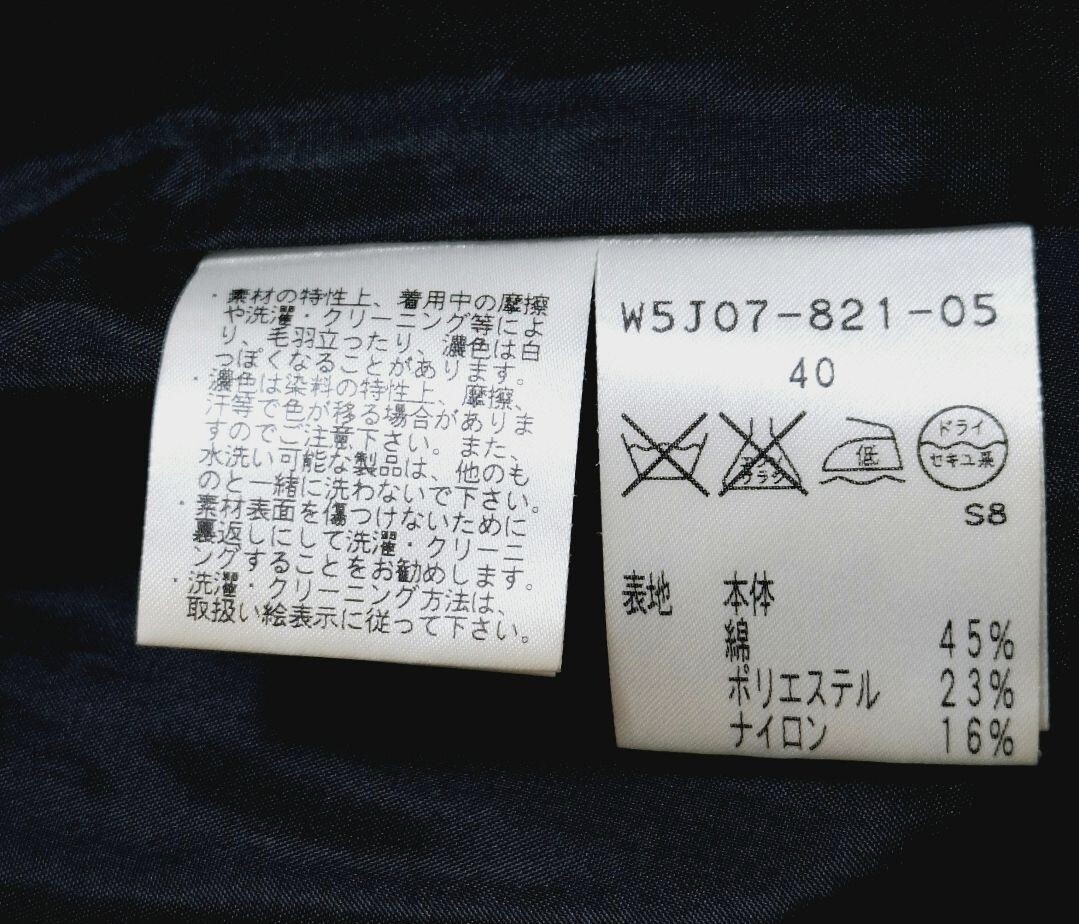 ・素材の特性上、着用中の摩擦
や洗濯・クリーニング等によ
り、毛羽立ったり、濃色は白
っぽくなることがあります。
・濃色は染料の特性上、摩擦、
汗等で色が移る場合がありま
すのでご注意下さい。また、
水洗い可能な製品は、他のも
のと一緒に洗わないで下さい。
・素材表面を傷つけないために
裏返しにして洗濯・クリーニ
ングすることをお勧めします。
・洗濯・クリーニング方法は、
取扱い絵表示に従って下さい。
W5J07-821-05
40
エンソ
サラシ
低
ドライ
セキユ系
S8
表地 本体
綿 45%
ポリエステル 23%
ナイロン 16%